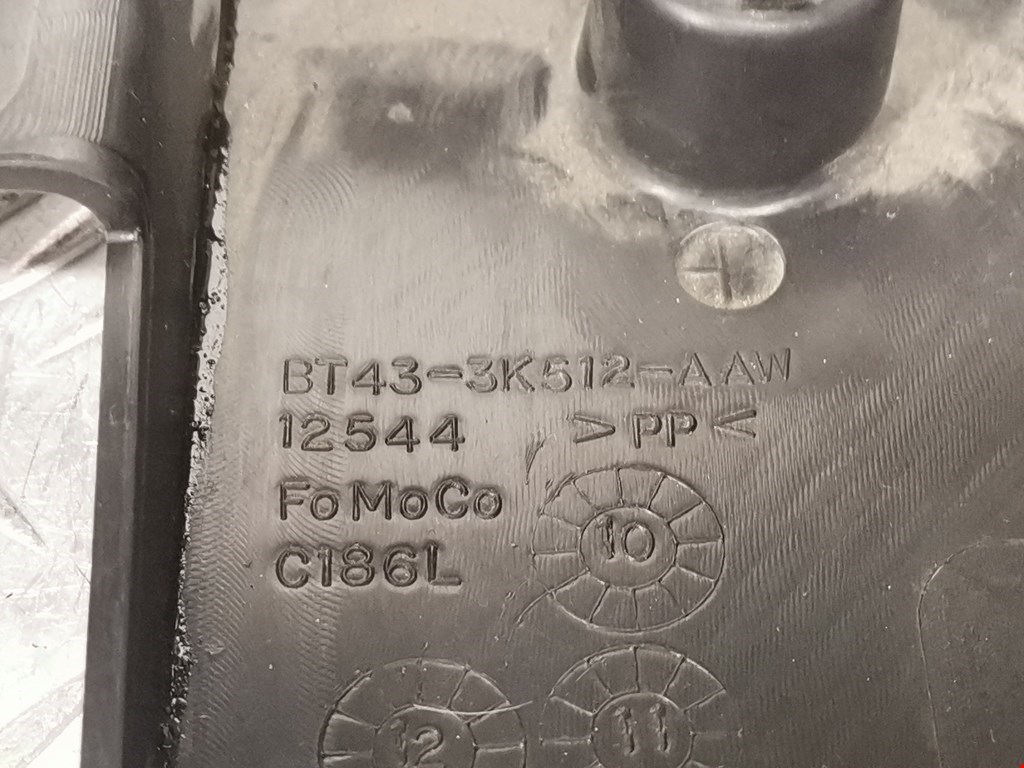 BT43-3K512-AAW
12544 >PP<
FoMoCo
C186L
10
12 11